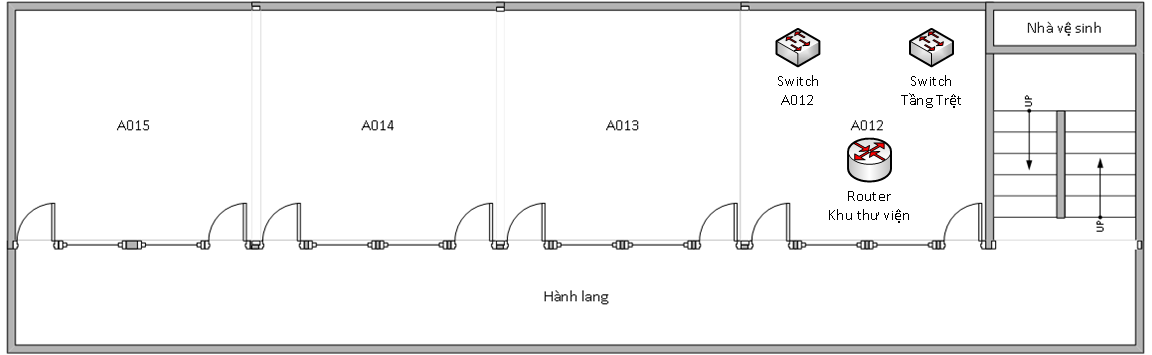 Nhà vệ sinh
Switch
A012
Switch
Tầng Trệt
UP
A015
A014
A013
A012
Router
Khu thư viện
UP
Hành lang